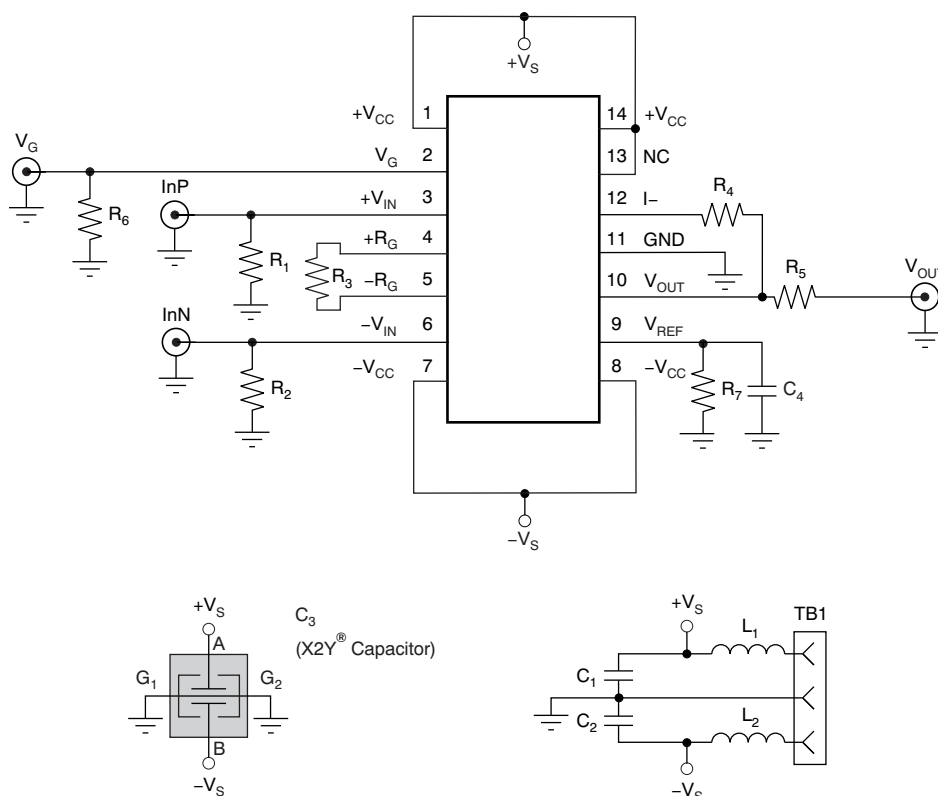 +VS
+VCC 1 14 +VCC
VG
VG 2 13 NC
InP
+VIN 3 12 I− R4
R6
+RG 4 11 GND
R1 R3
−RG 5 10 VOUT R5 VOUT
InN
−VIN 6 9 VREF
−VCC 7 8 −VCC
R2 R7 C4
−VS
+VS C3
(X2Y® Capacitor)
A
G1 G2
B
−VS
+VS TB1
L1
C1
C2 L2
−VS